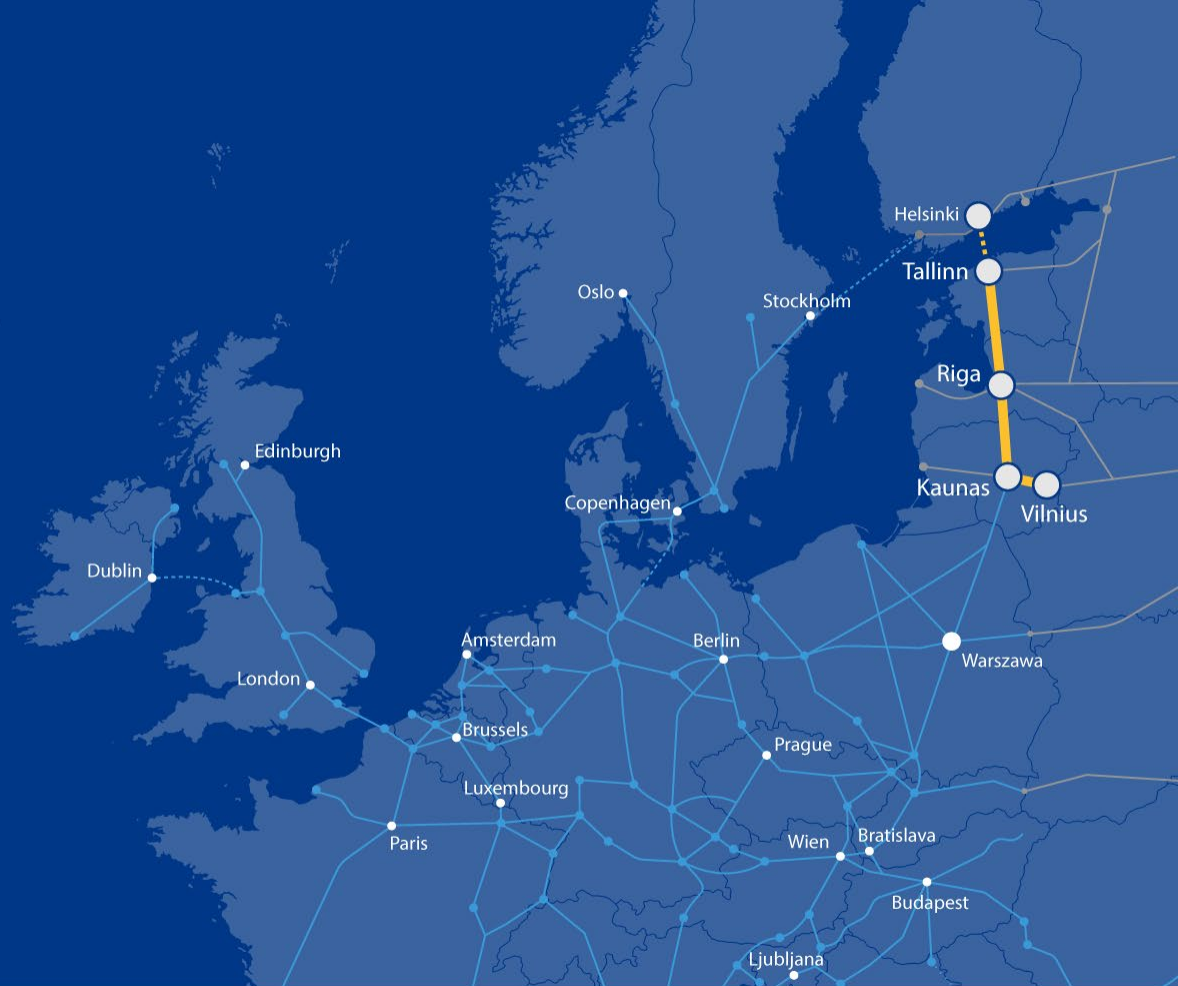 Helsinki
Tallinn
Oslo
Stockholm
Riga
Edinburgh
Kaunas
Copenhagen
Vilnius
Dublin
Amsterdam
Berlin
Warszawa
London
Brussels
Prague
Luxembourg
Paris
Wien
Bratislava
Budapest
Ljubljana